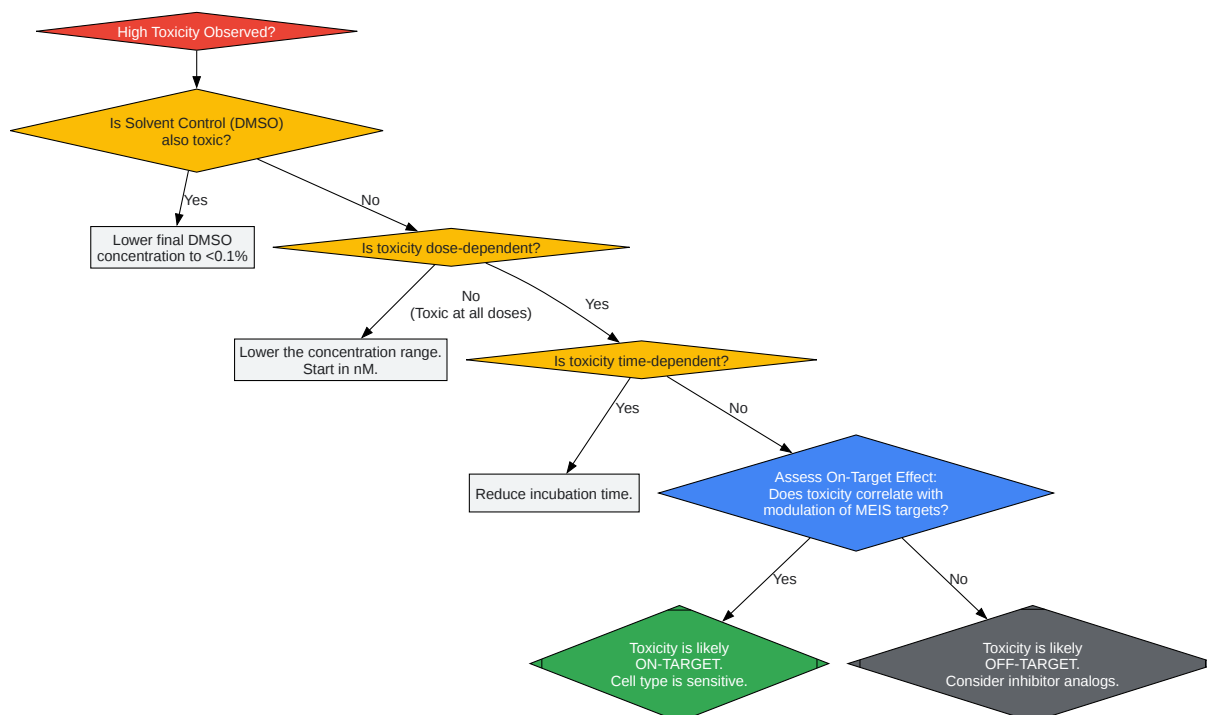 High Toxicity Observed?
Is Solvent Control (DMSO)
also toxic?
Yes
No
Lower final DMSO
concentration to <0.1%
Is toxicity dose-dependent?
No
(Toxic at all doses)
Yes
Lower the concentration range.
Start in nM.
Is toxicity time-dependent?
Yes
No
Reduce incubation time.
Assess On-Target Effect:
Does toxicity correlate with
modulation of MEIS targets?
Yes
No
Toxicity is likely
ON-TARGET.
Cell type is sensitive.
Toxicity is likely
OFF-TARGET.
Consider inhibitor analogs.